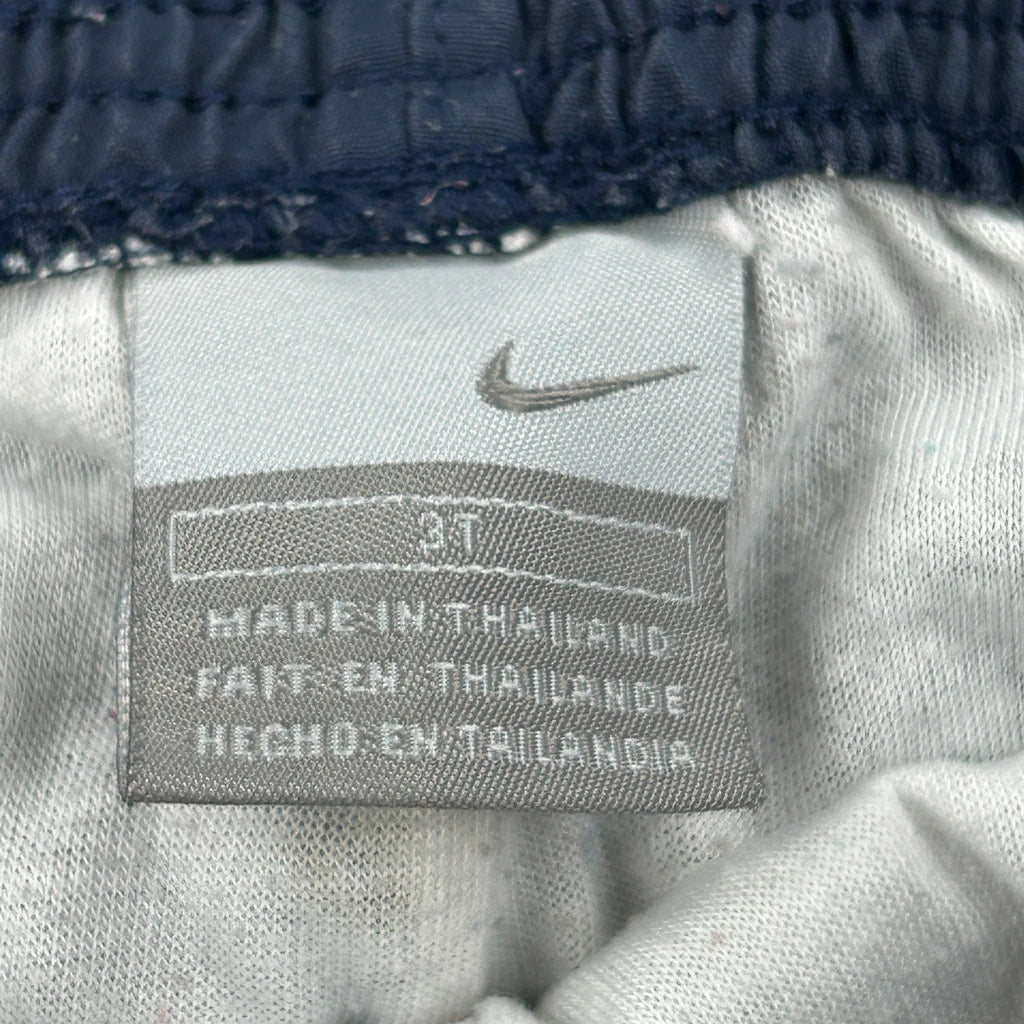 3T
MADE IN THAILAND
FAIT EN THAILANDE
HECHO EN TAILANDIA